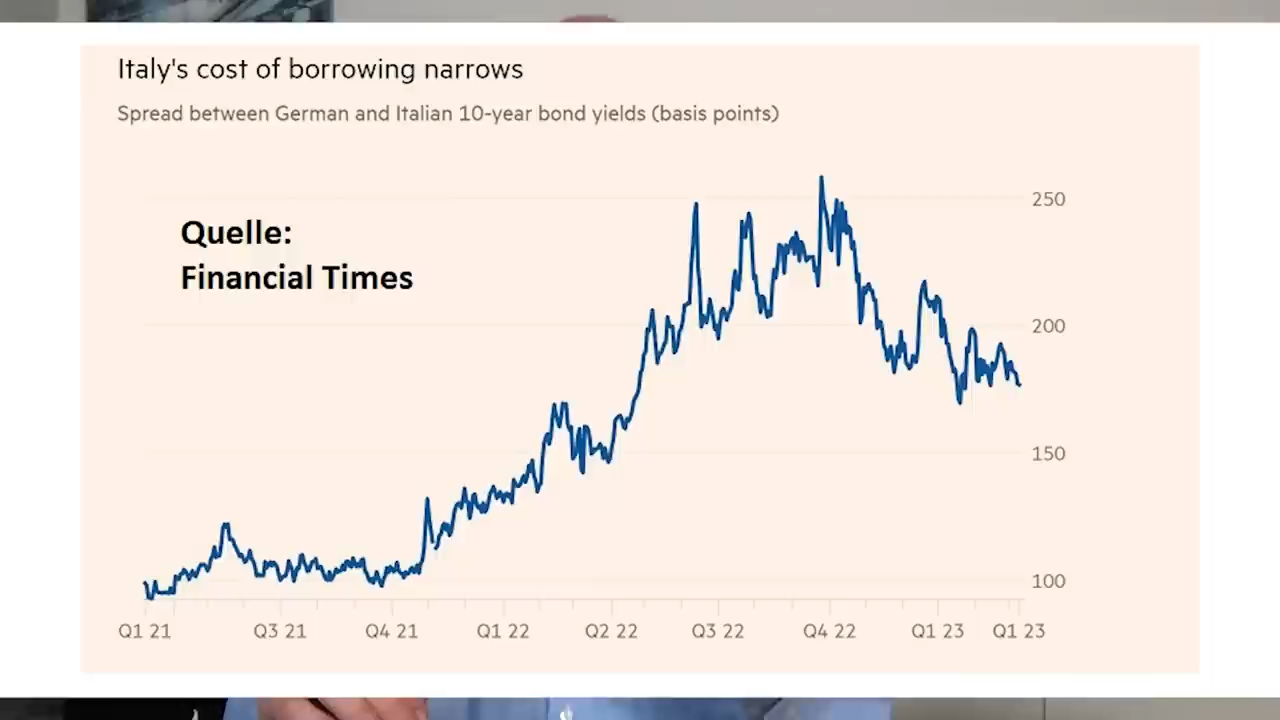 Italy's cost of borrowing narrows
Spread between German and Italian 10-year bond yields (basis points)
Quelle:
Financial Times
250
200
150
100
Q1 21
Q3 21
Q4 21
Q1 22
Q2 22
Q3 22
Q4 22
Q1 23
Q1 23